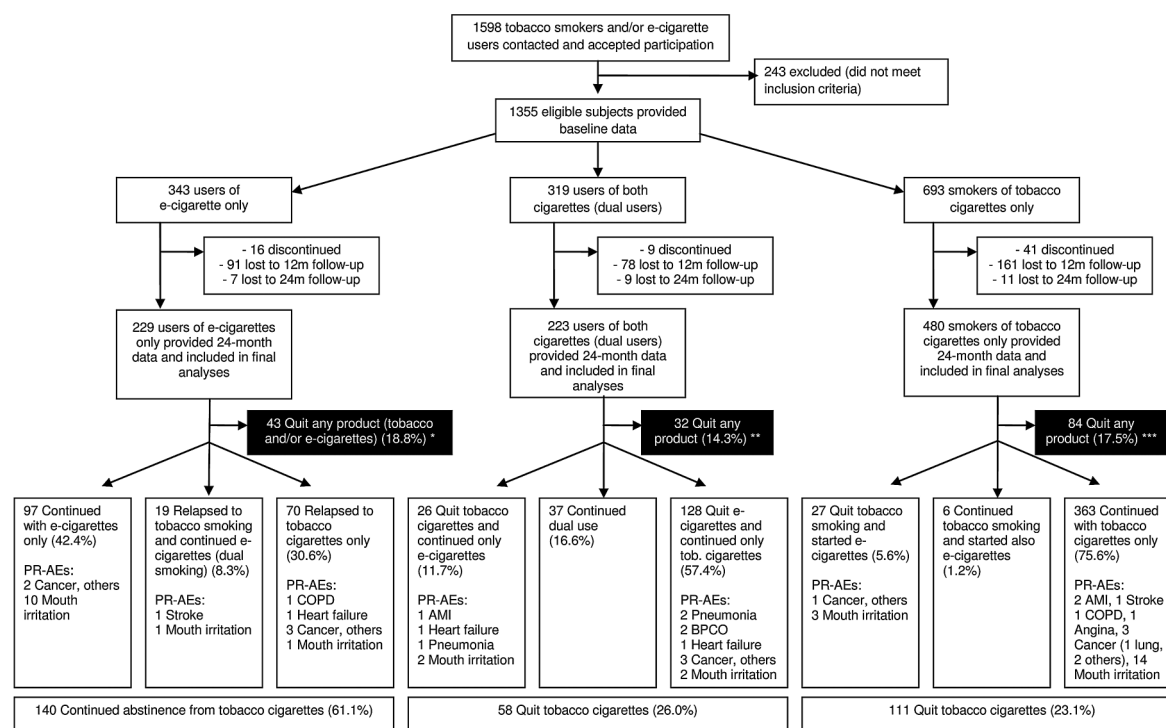 1598 tobacco smokers and/or e-cigarette
users contacted and accepted participation
243 excluded (did not meet
inclusion criteria)
1355 eligible subjects provided
baseline data
343 users of
e-cigarette only
319 users of both
cigarettes (dual users)
693 smokers of tobacco
cigarettes only
- 16 discontinued
- 91 lost to 12m follow-up
- 7 lost to 24m follow-up
- 9 discontinued
- 78 lost to 12m follow-up
- 9 lost to 24m follow-up
- 41 discontinued
- 161 lost to 12m follow-up
- 11 lost to 24m follow-up
229 users of e-cigarettes
only provided 24-month
data and included in final
analyses
223 users of both
cigarettes (dual users)
provided 24-month data
and included in final
analyses
480 smokers of tobacco
cigarettes only provided
24-month data and
included in final analyses
43 Quit any product (tobacco
and/or e-cigarettes) (18.8%) *
32 Quit any
product (14.3%) **
84 Quit any
product (17.5%) ***
97 Continued
with e-cigarettes
only (42.4%)
PR-AEs:
2 Cancer, others
10 Mouth
irritation
19 Relapsed to
tobacco smoking
and continued e-
cigarettes (dual
smoking) (8.3%)
PR-AEs:
1 Stroke
1 Mouth irritation
70 Relapsed to
tobacco
cigarettes only
(30.6%)
PR-AEs:
1 COPD
1 Heart failure
3 Cancer, others
1 Mouth irritation
26 Quit tobacco
cigarettes and
continued only
e-cigarettes
(11.7%)
PR-AEs:
1 AMI
1 Heart failure
1 Pneumonia
2 Mouth irritation
37 Continued
dual use
(16.6%)
128 Quit e-
cigarettes and
continued only
tob. cigarettes
(57.4%)
PR-AEs:
2 Pneumonia
2 BPCO
1 Heart failure
3 Cancer, others
2 Mouth irritation
27 Quit tobacco
smoking and
started e-
cigarettes (5.6%)
PR-AEs:
1 Cancer, others
3 Mouth irritation
6 Continued
tobacco smoking
and started also
e-cigarettes
(1.2%)
363 Continued
with tobacco
cigarettes only
(75.6%)
PR-AEs:
2 AMI, 1 Stroke
1 COPD, 1
Angina, 3
Cancer (1 lung,
2 others), 14
Mouth irritation
140 Continued abstinence from tobacco cigarettes (61.1%)
58 Quit tobacco cigarettes (26.0%)
111 Quit tobacco cigarettes (23.1%)